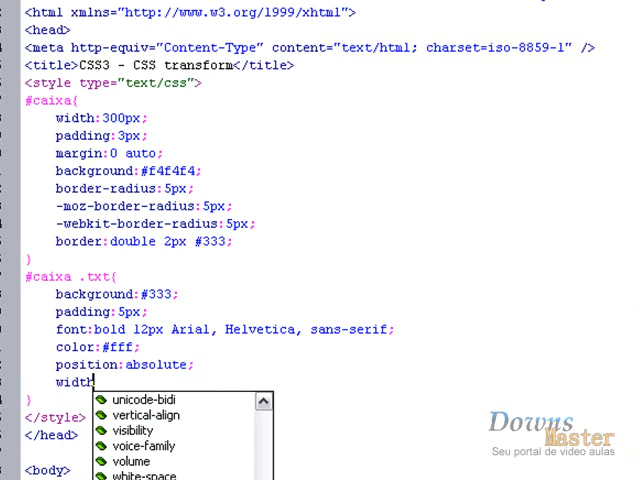 <html xmlns="http://www.w3.org/1999/xhtml">
<head>
<meta http-equiv="Content-Type" content="text/html; charset=iso-8859-1" />
<title>CSS3 - CSS transform</title>
<style type="text/css">
#caixa{
width:300px;
padding:3px;
margin:0 auto;
background:#f4f4f4;
border-radius:5px;
-moz-border-radius:5px;
-webkit-border-radius:5px;
border:double 2px #333;
}
#caixa .txt{
background:#333;
padding:5px;
font:bold 12px Arial, Helvetica, sans-serif;
color:#fff;
position:absolute;
width
unicode-bidi
}
vertical-align
</style>
visibility
</head>
voice-family
volume
<body>
white-space
Downs
Master
Seu portal de video aulas